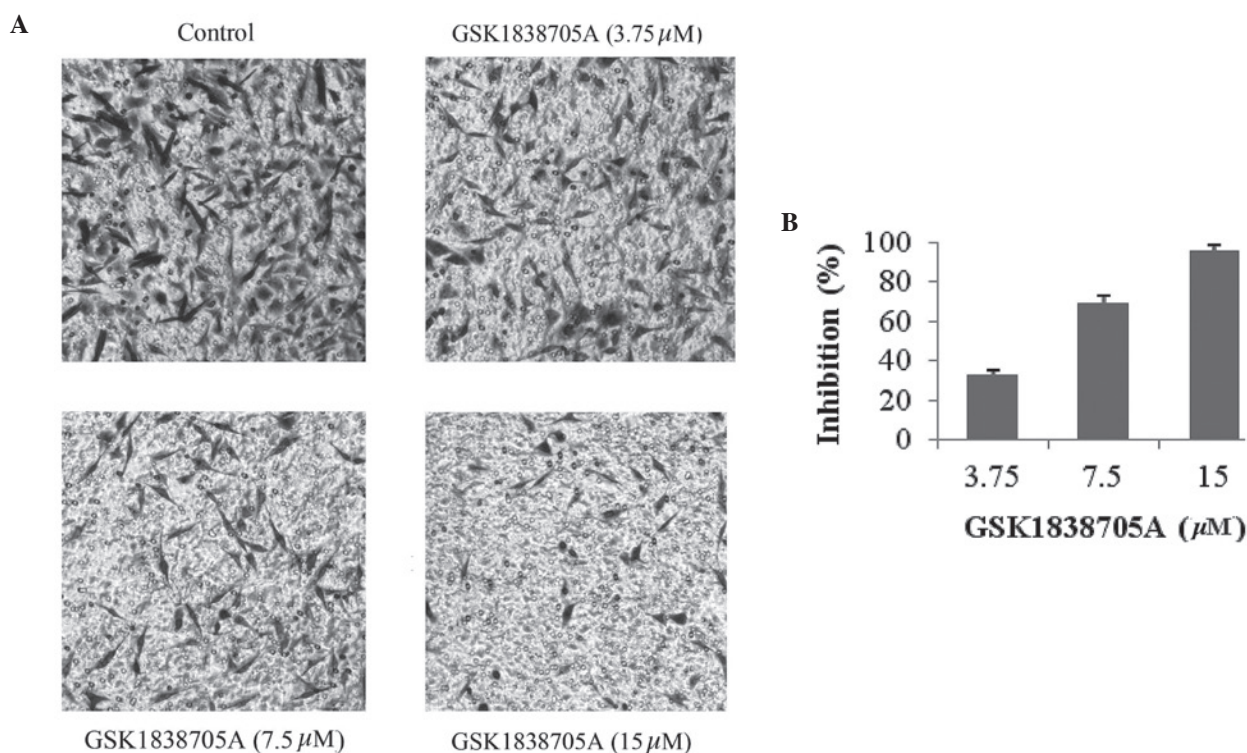 A
Control
GSK1838705A (3.75 μM)
GSK1838705A (7.5 μM)
GSK1838705A (15 μM)
B
Inhibition (%)
100
80
60
40
20
0
3.75 7.5 15
GSK1838705A (μM)